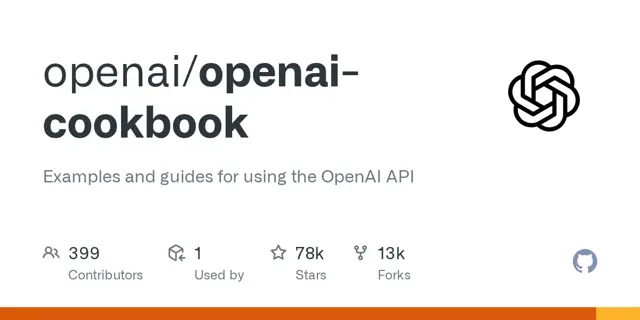 openai/openai-
cookbook
Examples and guides for using the OpenAI API
399 1 78k 13k
Contributors Used by Stars Forks